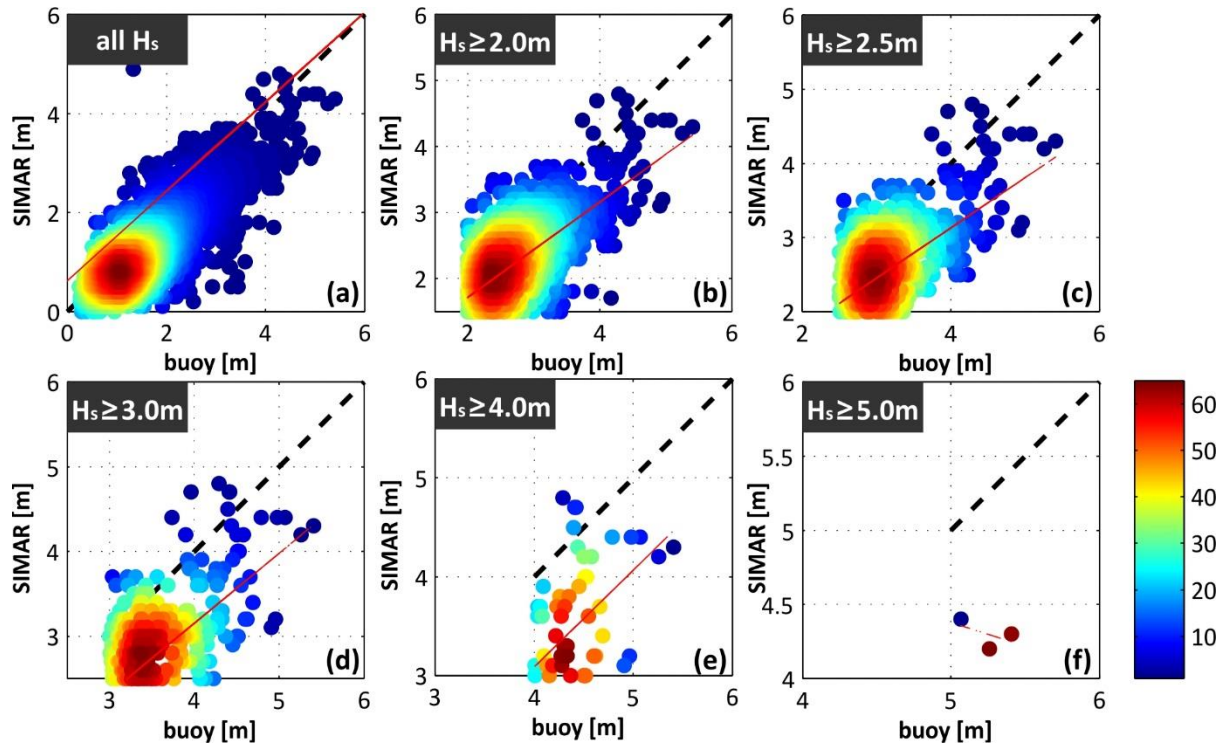 all Hs
SIMAR [m]
6
4
2
0
(a)
0 2 4 6
buoy [m]
Hs≥2.0m
SIMAR [m]
6
5
4
3
2
(b)
2 4 6
buoy [m]
Hs≥2.5m
SIMAR [m]
6
5
4
3
2
(c)
2 4 6
buoy [m]
Hs≥3.0m
SIMAR [m]
6
5
4
3
(d)
3 4 5 6
buoy [m]
Hs≥4.0m
SIMAR [m]
6
5
4
3
(e)
3 4 5 6
buoy [m]
Hs≥5.0m
SIMAR [m]
6
5.5
5
4.5
4
(f)
4 5 6
buoy [m]
60
50
40
30
20
10